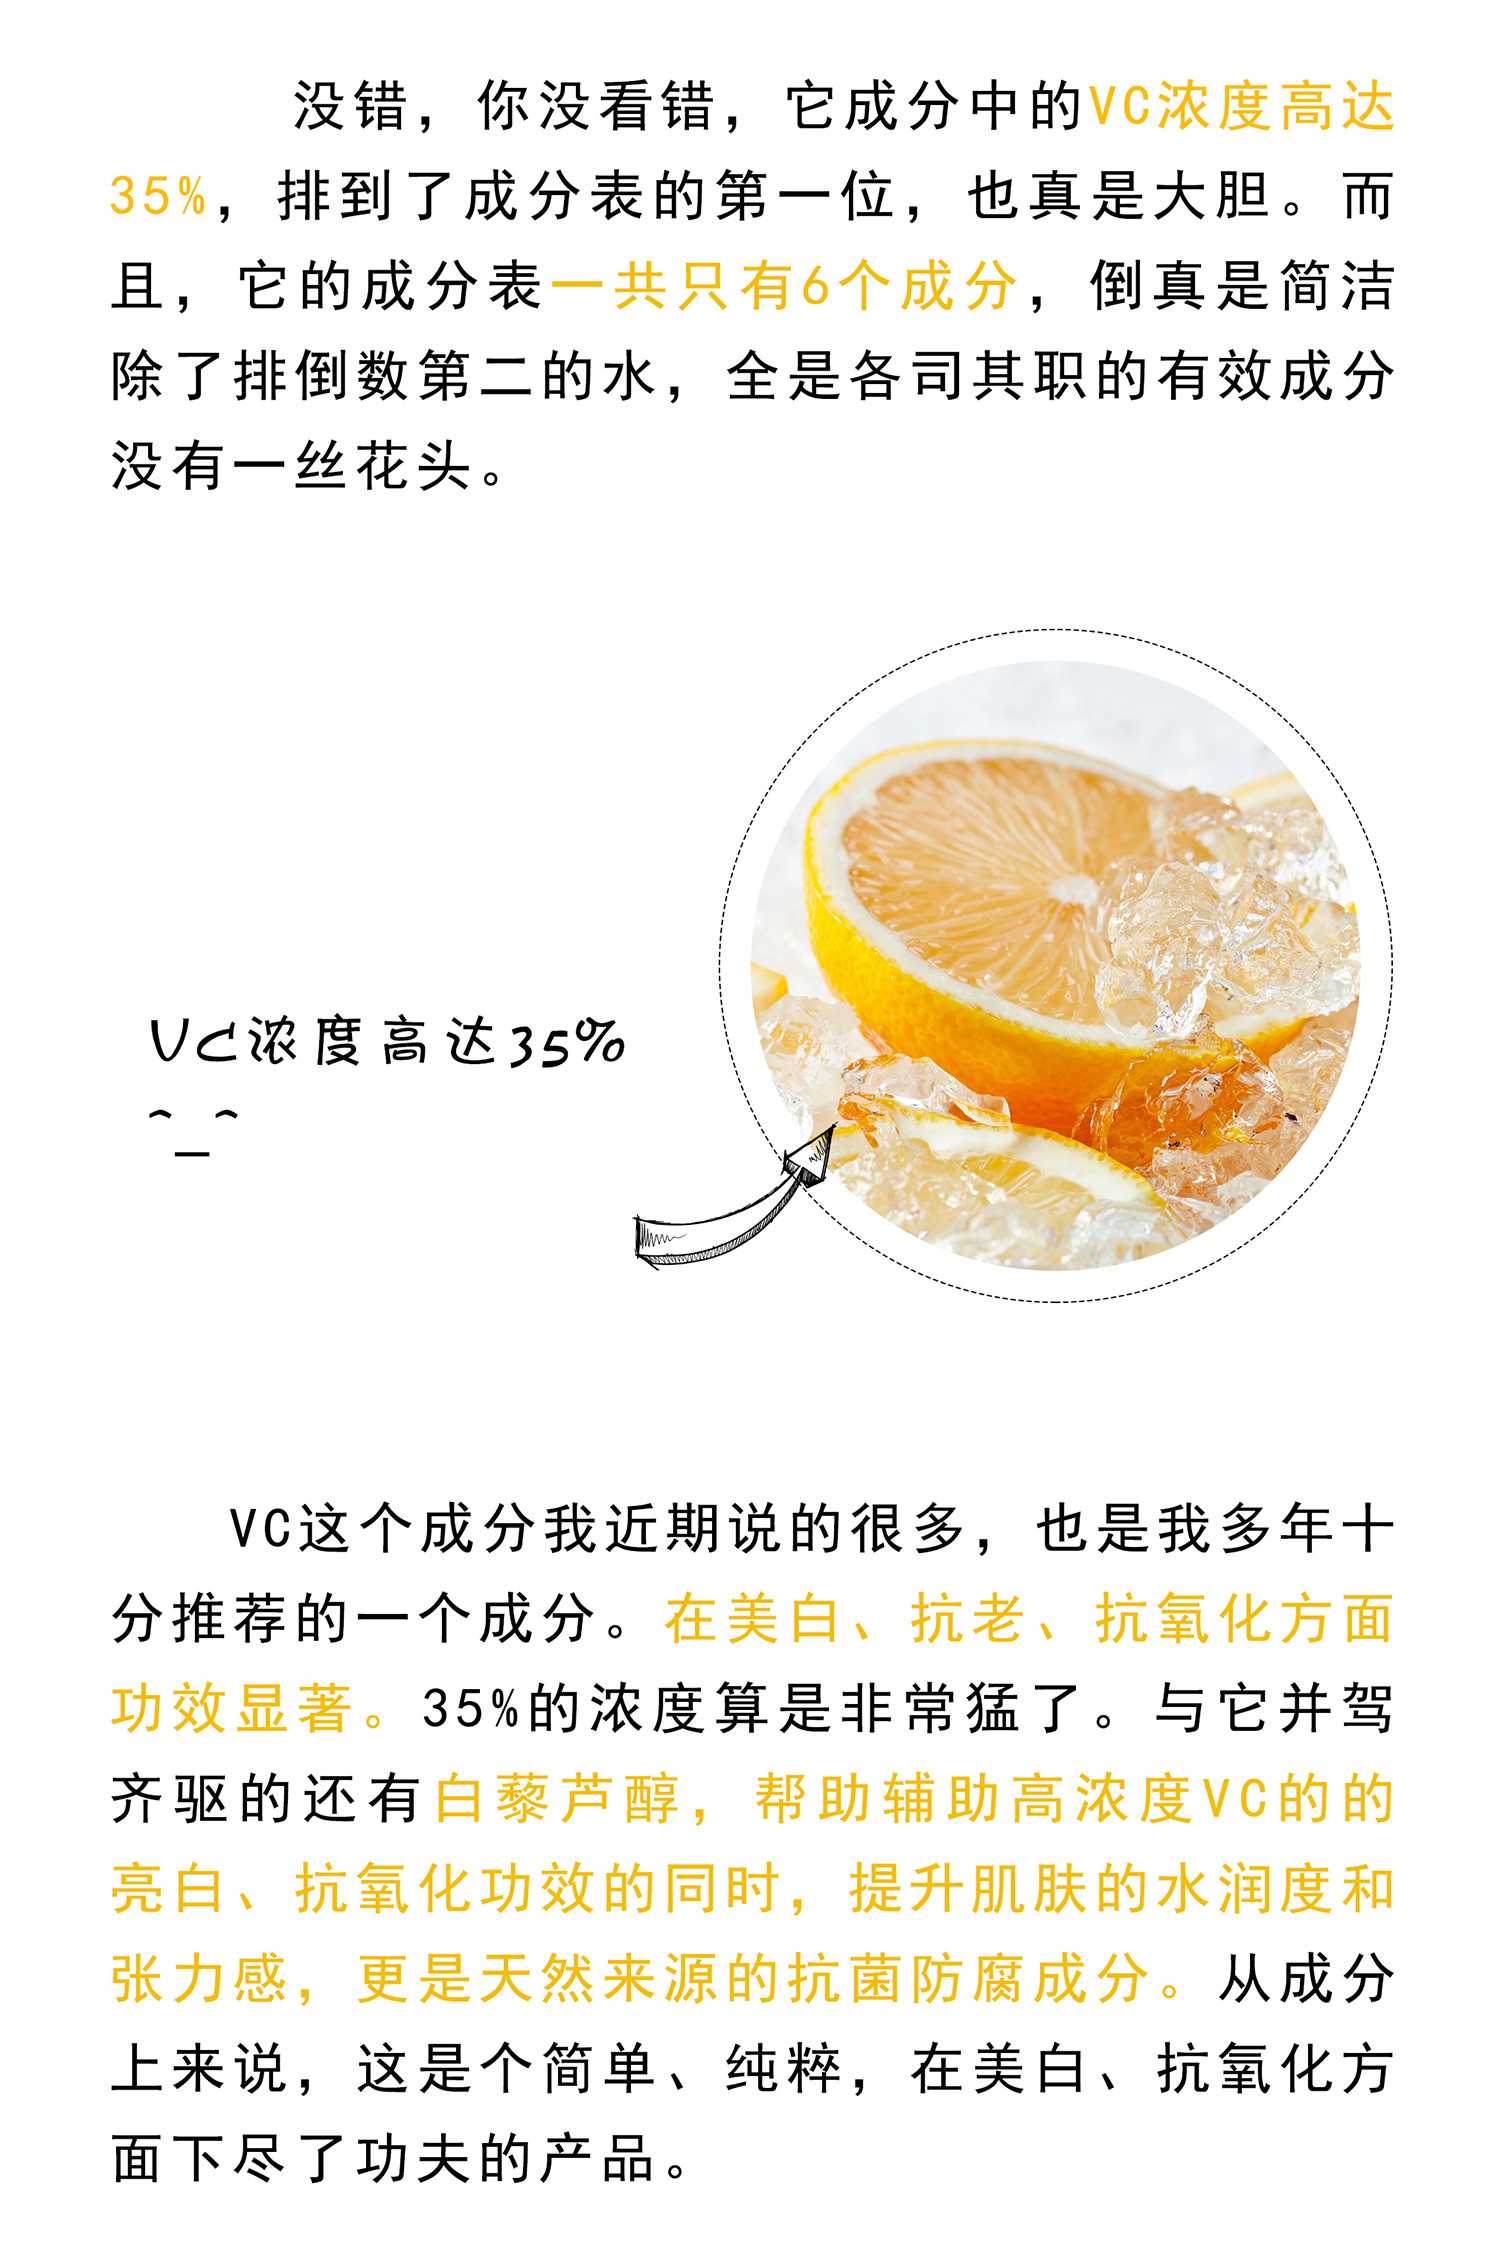 没错，你没看错，它成分中的VC浓度高达
35%，排到了成分表的第一位，也真是大胆。而
且，它的成分表一共只有6个成分，倒真是简洁
除了排倒数第二的水，全是各司其职的有效成分
没有一丝花头。
VC浓度高达35%
^_^
VC这个成分我近期说的很多，也是我多年十
分推荐的一个成分。在美白、抗老、抗氧化方面
功效显著。35%的浓度算是非常猛了。与它并驾
齐驱的还有白藜芦醇，帮助辅助高浓度VC的的
亮白、抗氧化功效的同时，提升肌肤的水润度和
张力感，更是天然来源的抗菌防腐成分。从成分
上来说，这是个简单、纯粹，在美白、抗氧化方
面下尽了功夫的产品。